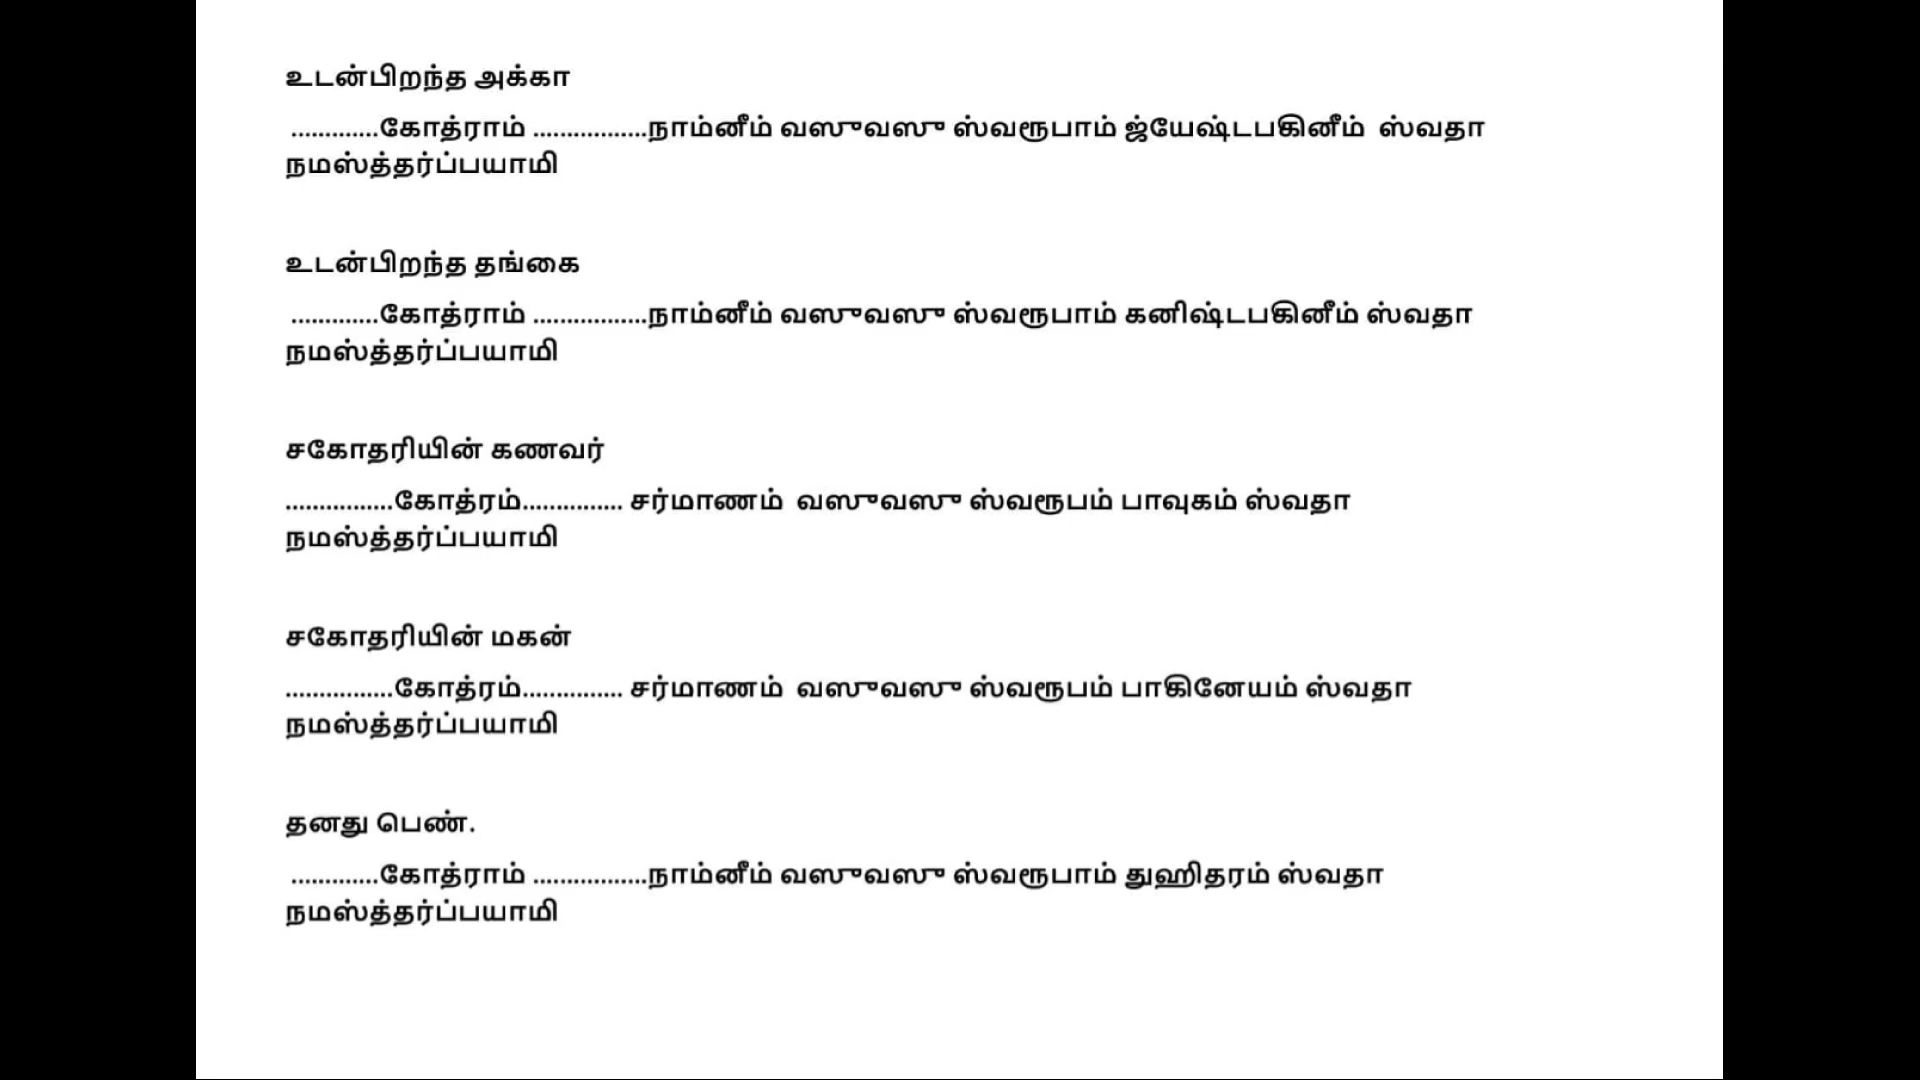 உடன்பிறந்த அக்கா
.............கோத்ராம் .................நாம்னீம் வஸுவஸு ஸ்வரூபாம் ஜ்யேஷ்டபகினீம் ஸ்வதா
நமஸ்த்தர்ப்பயாமி
உடன்பிறந்த தங்கை
.............கோத்ராம் .................நாம்னீம் வஸுவஸு ஸ்வரூபாம் கனிஷ்டபகினீம் ஸ்வதா
நமஸ்த்தர்ப்பயாமி
சகோதரியின் கணவர்
................கோத்ரம்............... சர்மாணம் வஸுவஸு ஸ்வரூபம் பாவுகம் ஸ்வதா
நமஸ்த்தர்ப்பயாமி
சகோதரியின் மகன்
................கோத்ரம்............... சர்மாணம் வஸுவஸு ஸ்வரூபம் பாகினேயம் ஸ்வதா
நமஸ்த்தர்ப்பயாமி
தனது பெண்.
.............கோத்ராம் .................நாம்னீம் வஸுவஸு ஸ்வரூபாம் துஹிதரம் ஸ்வதா
நமஸ்த்தர்ப்பயாமி